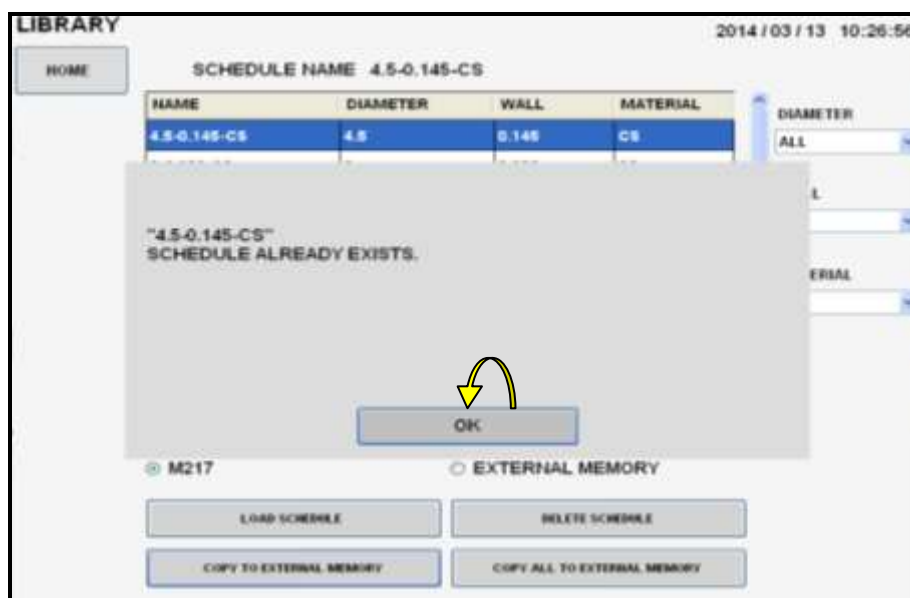 LIBRARY
2014 / 03 / 13 10:26:56
HOME
SCHEDULE NAME 4.5-0.145-CS
NAME DIAMETER WALL MATERIAL
4.5-0.145-CS 4.5 0.145 CS
DIAMETER
ALL
L
ERIAL
"4.5-0.145-CS"
SCHEDULE ALREADY EXISTS.
OK
M217 EXTERNAL MEMORY
LOAD SCHEDULE DELETE SCHEDULE
COPY TO EXTERNAL MEMORY COPY ALL TO EXTERNAL MEMORY